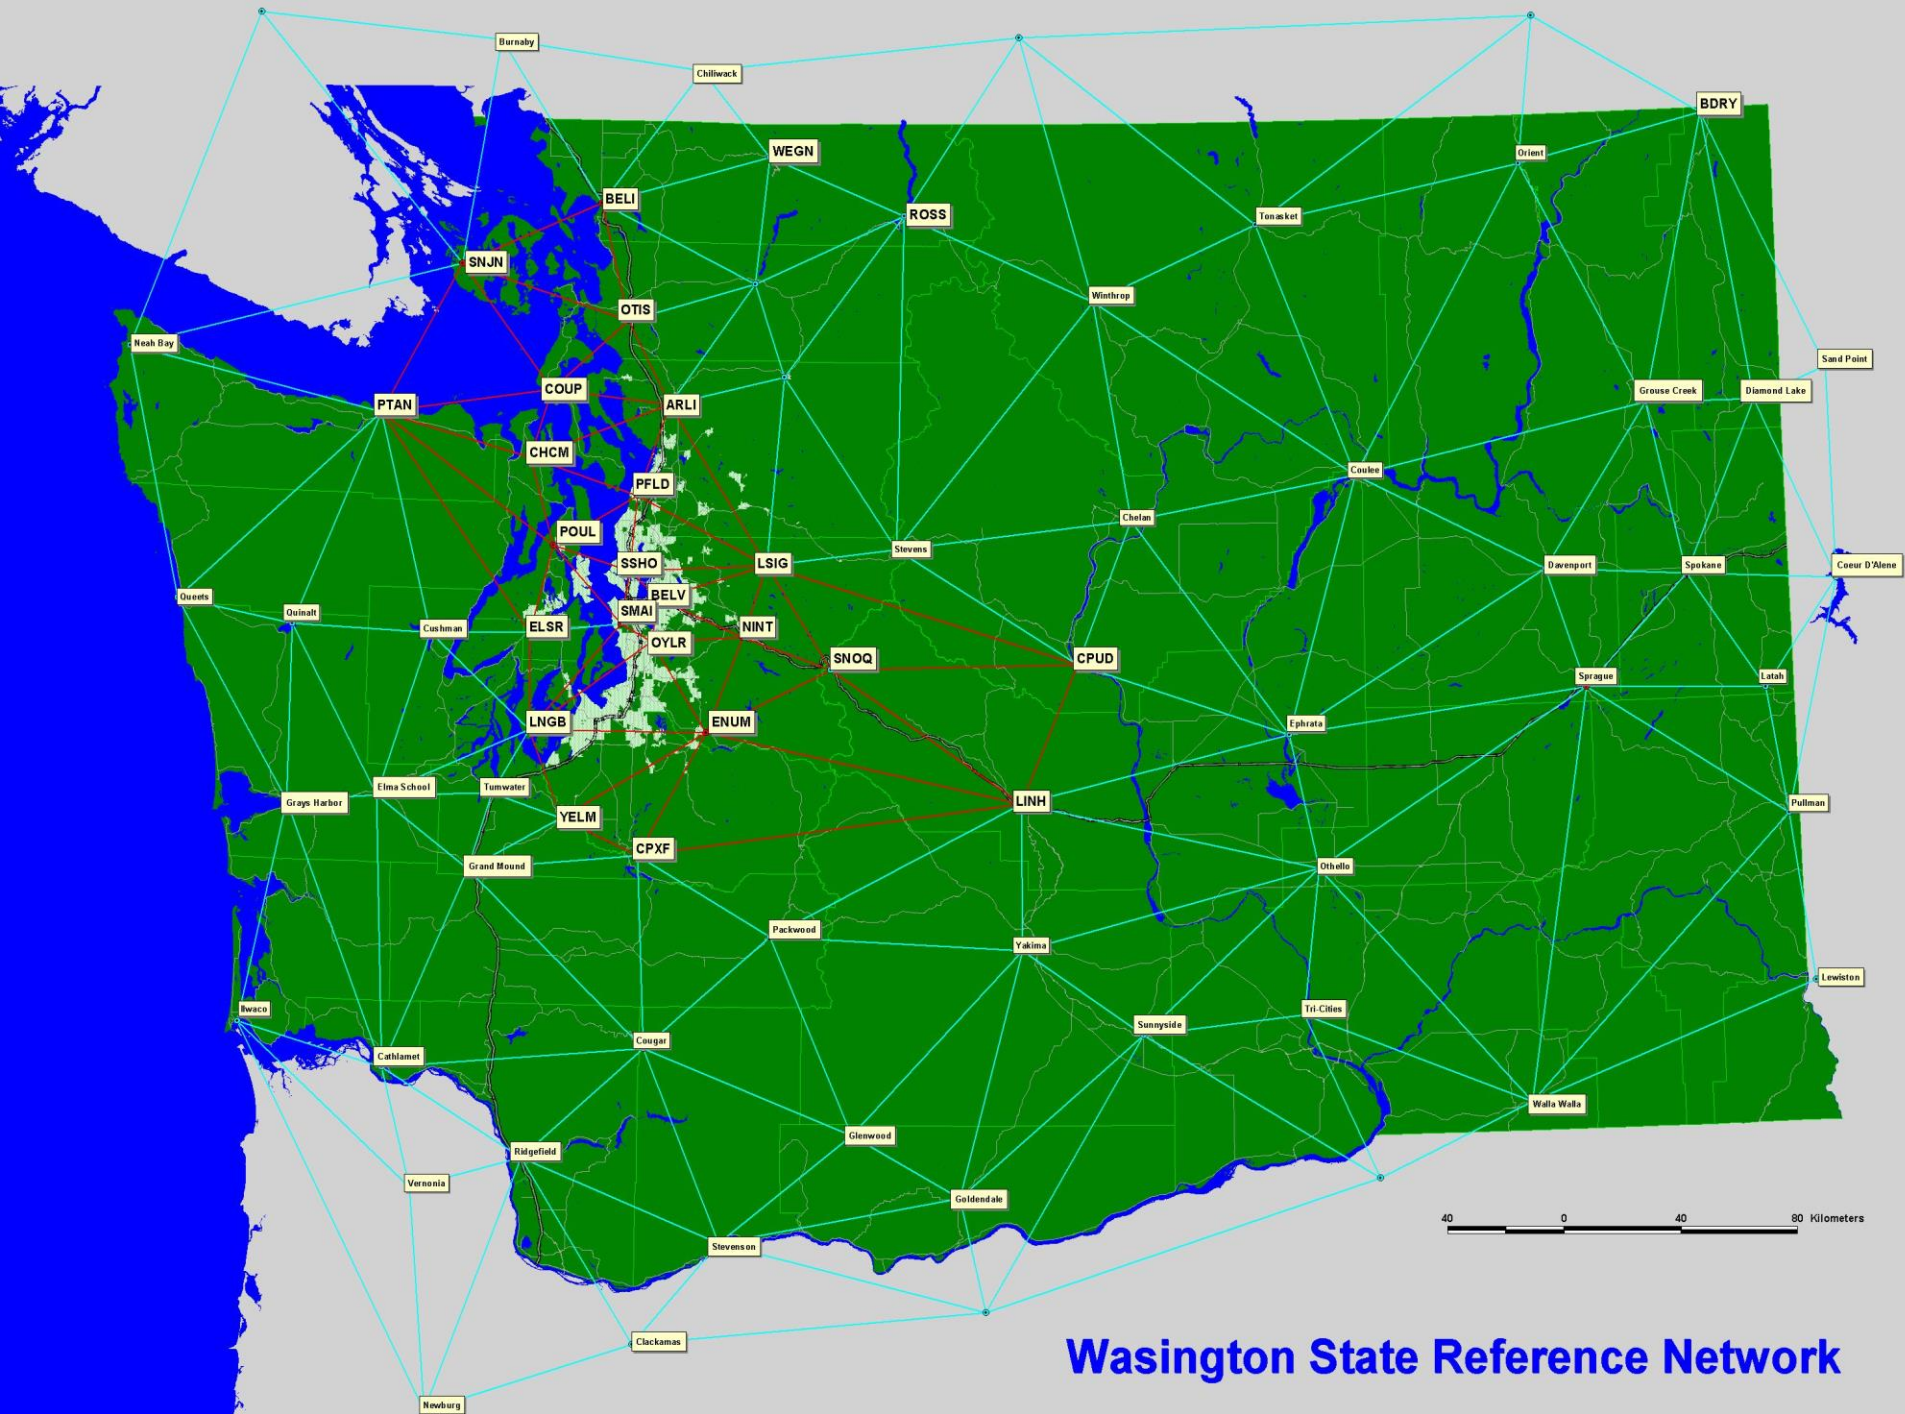 Burnaby
Chiliwack
BDRY
WEGN
Orient
BELI
ROSS
Tonasket
SNJN
Winthrop
OTIS
Neah Bay
Sand Point
COUP
Grouse Creek
Diamond Lake
PTAN
ARLI
CHCM
Coulee
PFLD
Chelan
POUL
Stevens
SSHO
LSIG
Davenport
Spokane
Coeur D'Alene
BELV
Queets
SMAI
Quinalt
Cushman
ELSR
NINT
OYLR
SNOQ
CPUD
Sprague
Latah
LNGB
ENUM
Ephrata
Elma School
Tumwater
Grays Harbor
LINH
Pullman
YELM
CPXF
Grand Mound
Othello
Packwood
Yakima
Lewiston
Ilwaco
Tri-Cities
Sunnyside
Cougar
Cathlamet
Walla Walla
Glenwood
Ridgefield
Vernonia
Goldendale
40 0 40 80 Kilometers
Stevenson
Clackamas
Wasington State Reference Network
Newburg